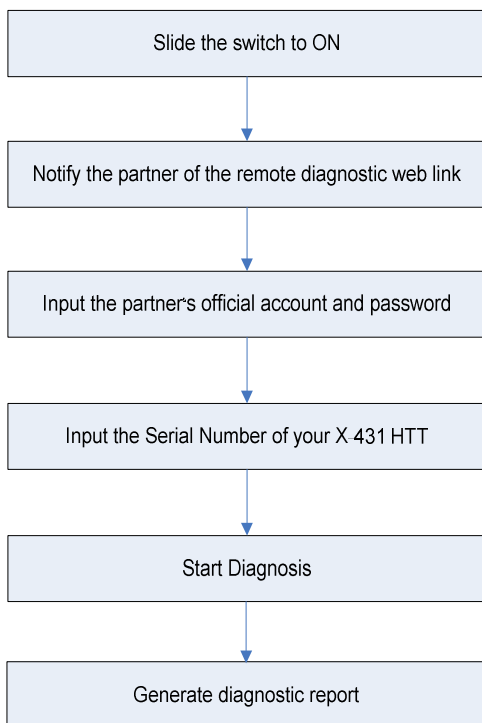 Slide the switch to ON
Notify the partner of the remote diagnostic web link
Input the partner's official account and password
Input the Serial Number of your X-431 HTT
Start Diagnosis
Generate diagnostic report